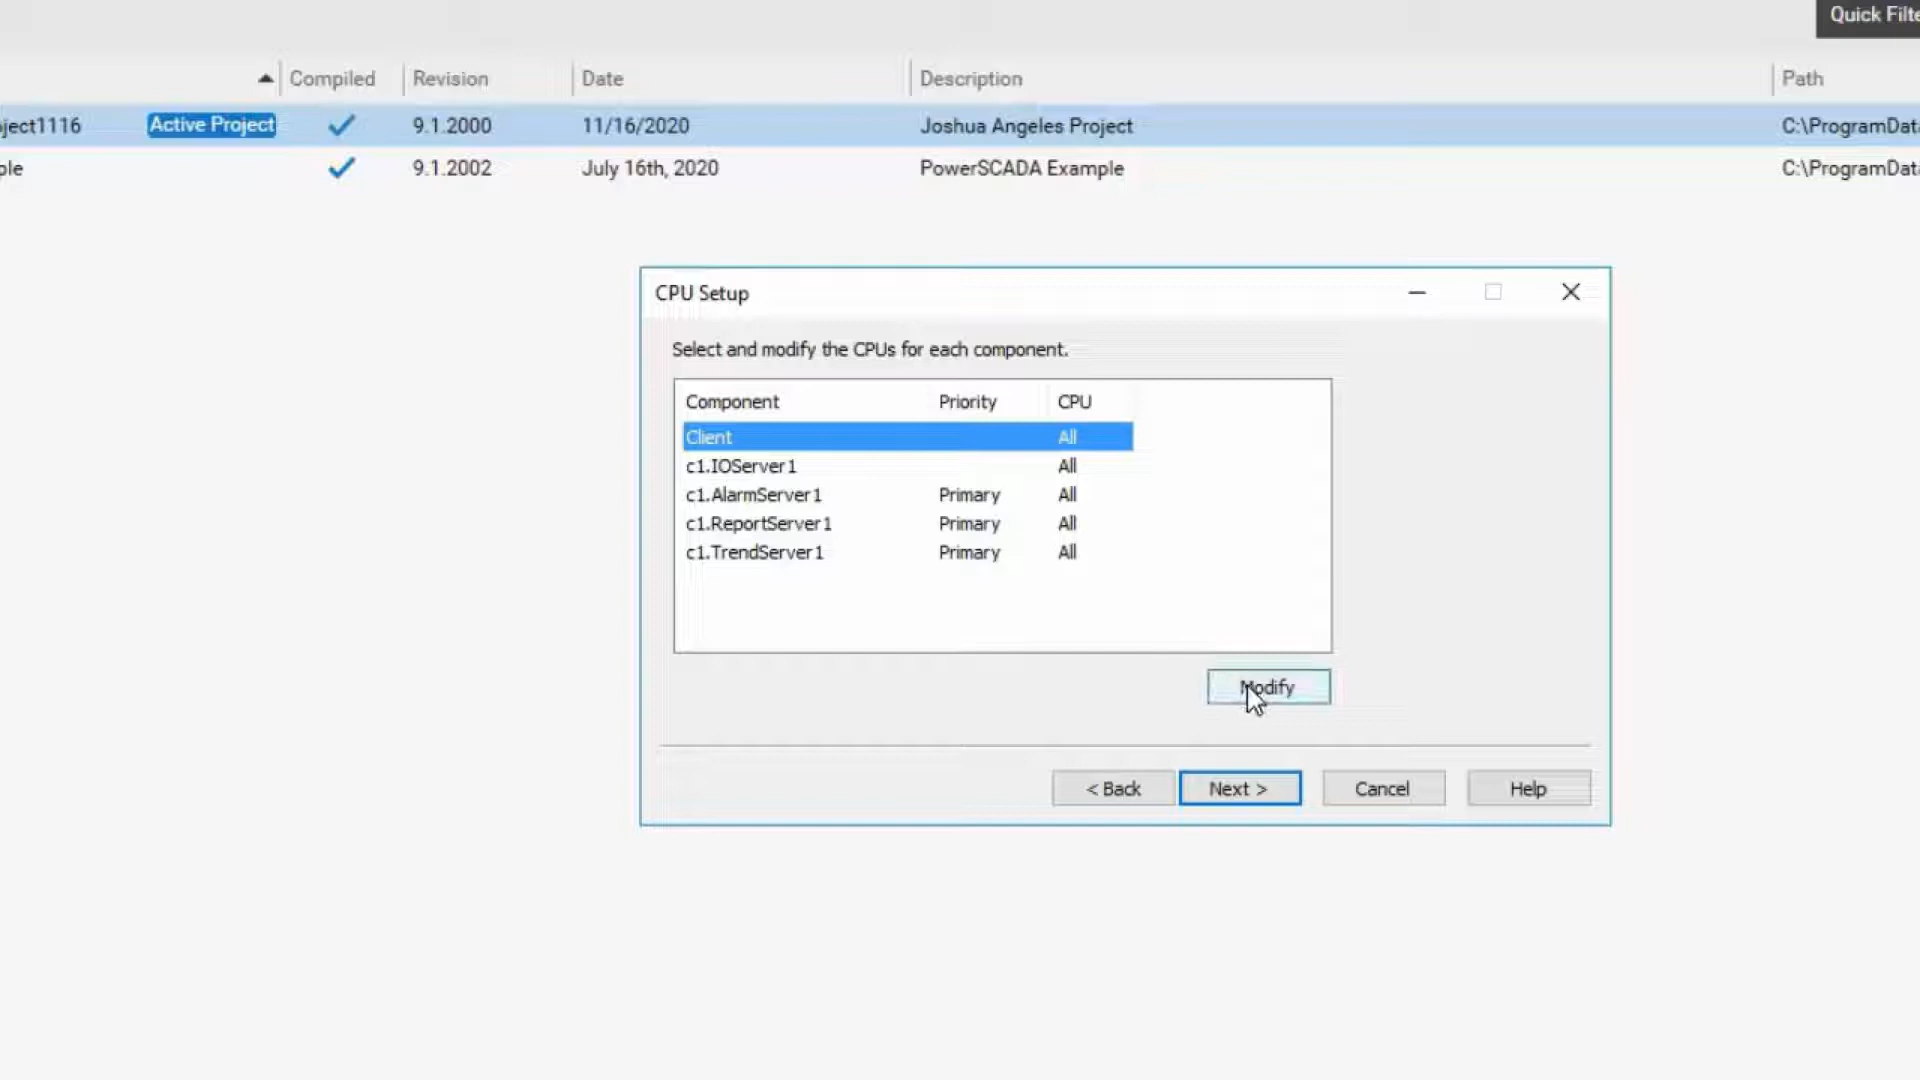 Quick Filte
Compiled Revision Date Description Path
ject1116 Active Project 9.1.2000 11/16/2020 Joshua Angeles Project C:\ProgramData
ple 9.1.2002 July 16th, 2020 PowerSCADA Example C:\ProgramData
CPU Setup
Select and modify the CPUs for each component.
Component Priority CPU
Client All
c1.IOServer1 All
c1.AlarmServer1 Primary All
c1.ReportServer1 Primary All
c1.TrendServer1 Primary All
Modify
< Back Next > Cancel Help